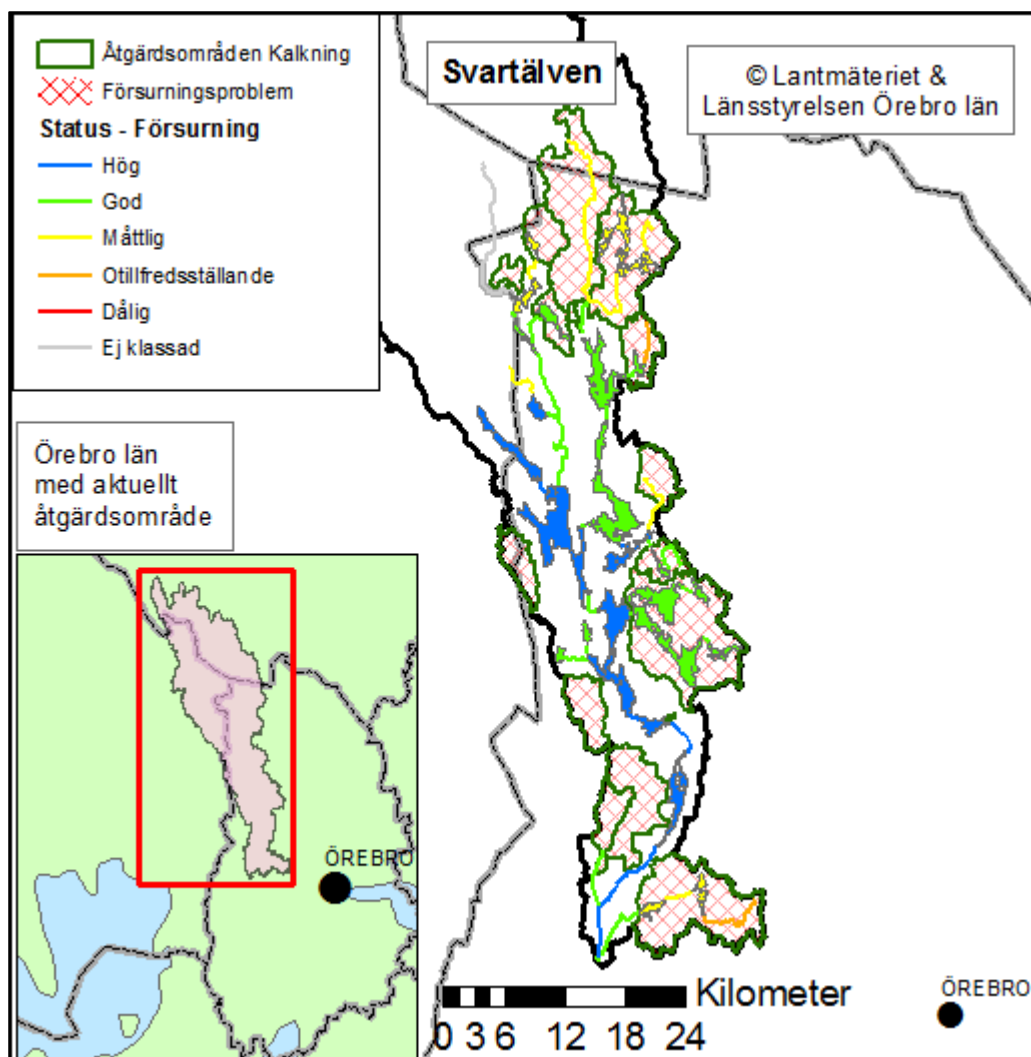 Åtgärdsområden Kalkning
Försurningsproblem
Status - Försurning
Hög
God
Måttlig
Otillfredsställande
Dålig
Ej klassad
Svartälven
© Lantmäteriet &
Länsstyrelsen Örebro län
Örebro län
med aktuellt
åtgärdsområde
ÖREBRO
Kilometer
0 3 6 12 18 24
ÖREBRO